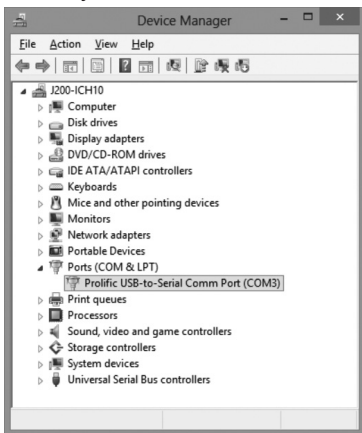 Device Manager
File Action View Help
J200-ICH10
Computer
Disk drives
Display adapters
DVD/CD-ROM drives
IDE ATA/ATAPI controllers
Keyboards
Mice and other pointing devices
Monitors
Network adapters
Portable Devices
Ports (COM & LPT)
Prolific USB-to-Serial Comm Port (COM3)
Print queues
Processors
Sound, video and game controllers
Storage controllers
System devices
Universal Serial Bus controllers